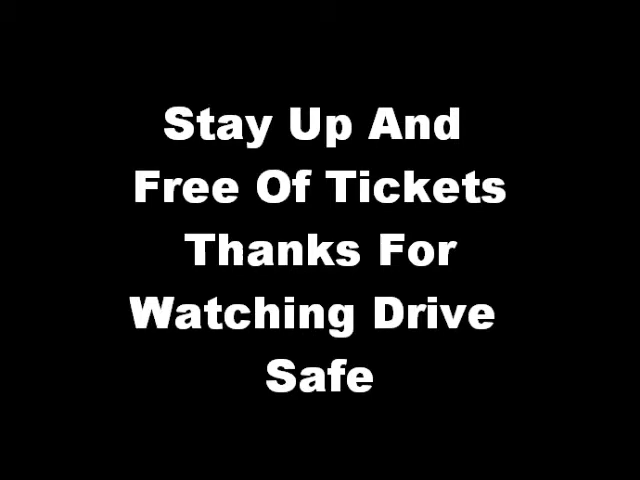 Stay Up And
Free Of Tickets
Thanks For
Watching Drive
Safe